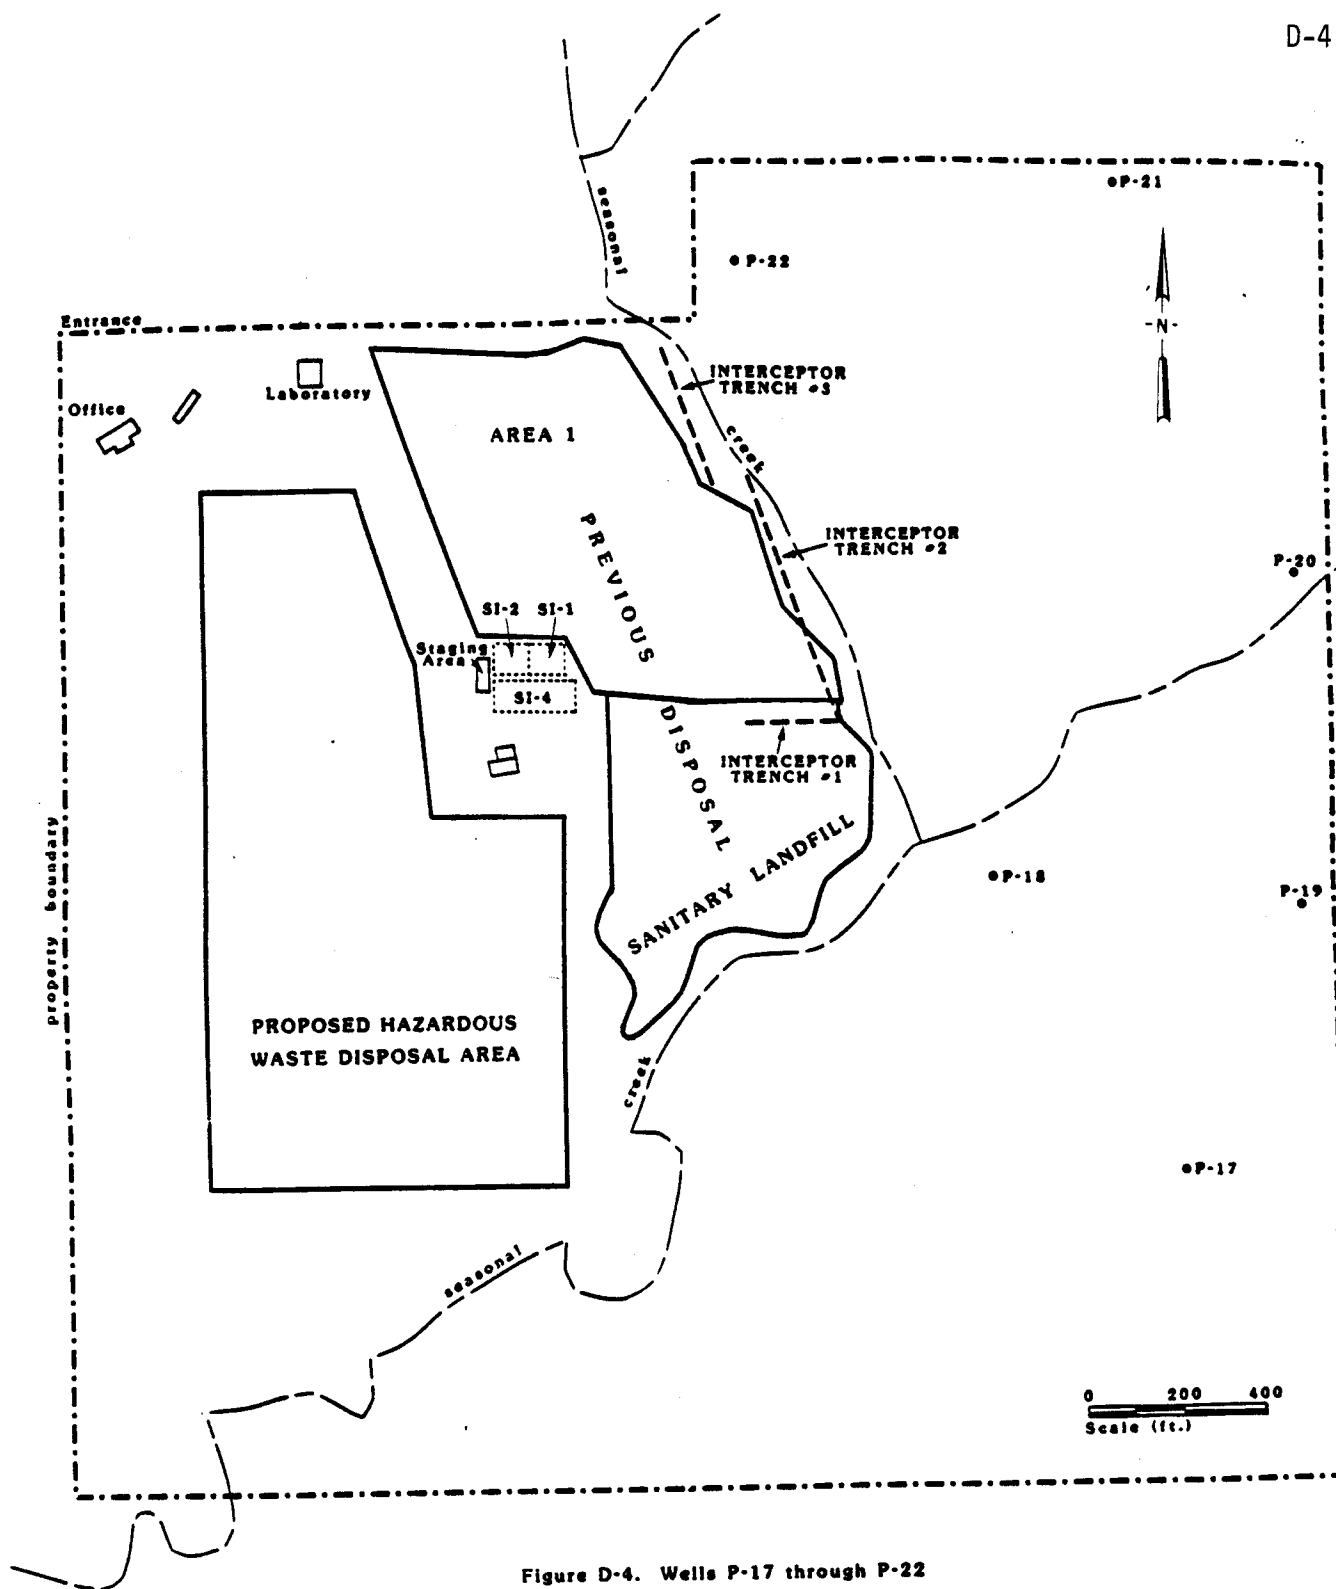 D-4
P-21
seasonal
P-22
-N-
Entrance
INTERCEPTOR
TRENCH #3
Laboratory
Office
AREA 1
creek
PREVIOUS
INTERCEPTOR
TRENCH #2
P-20
SI-2 SI-1
Staging
Area
SI-4
DISPOSAL
INTERCEPTOR
TRENCH #1
property boundary
SANITARY LANDFILL
P-18
P-19
PROPOSED HAZARDOUS
WASTE DISPOSAL AREA
creek
P-17
seasonal
0 200 400
Scale (ft.)
Figure D-4. Wells P-17 through P-22